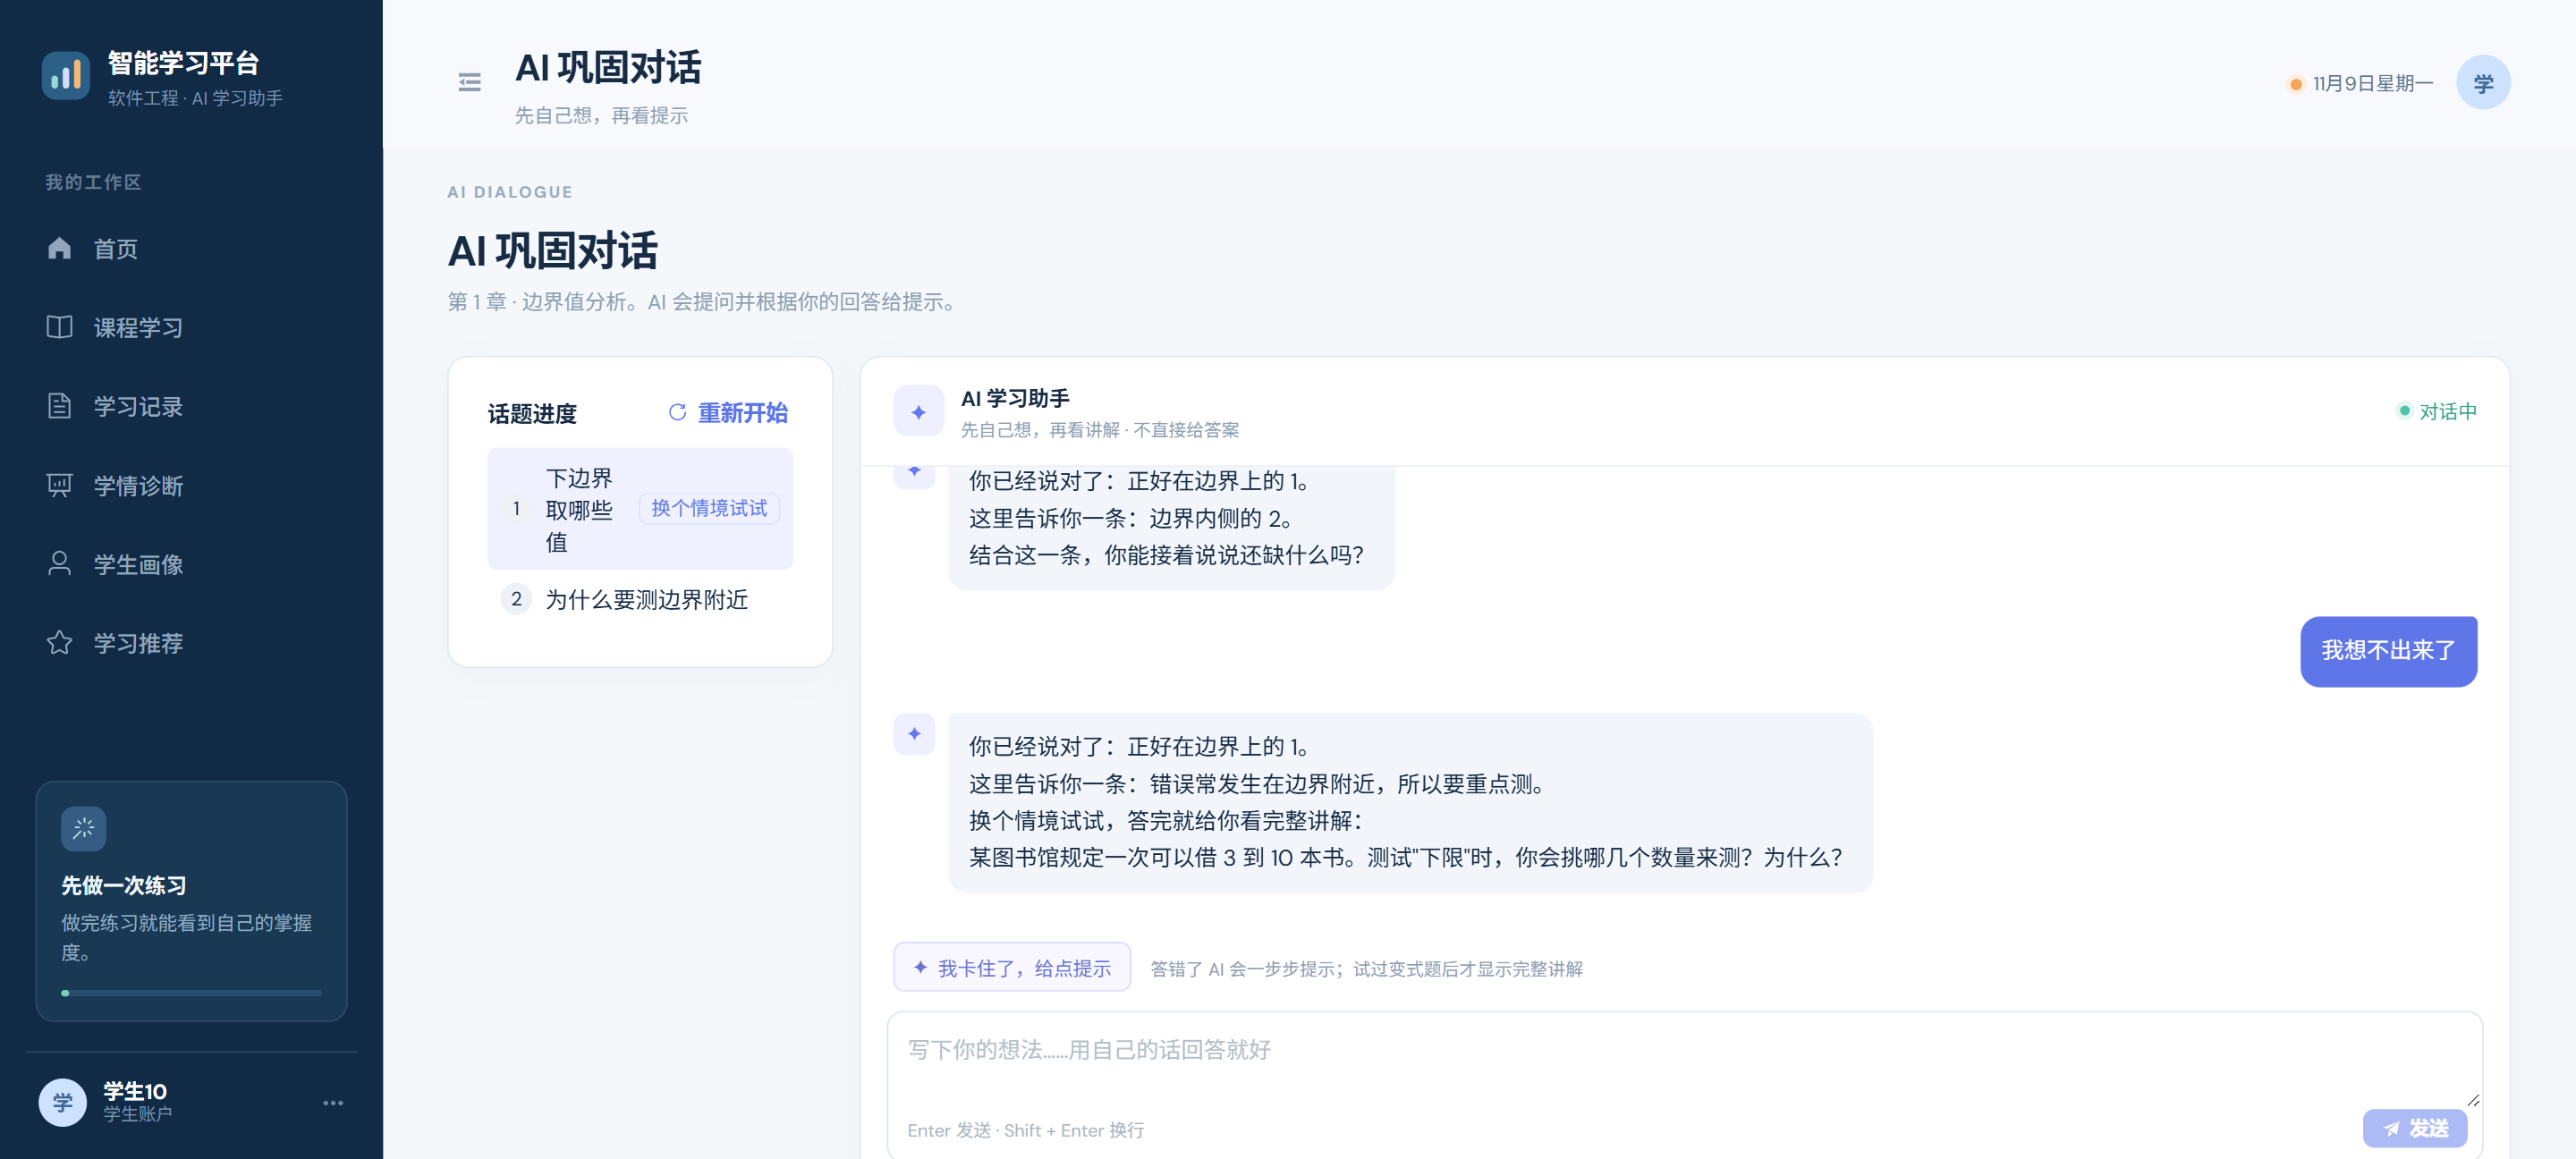 智能学习平台
软件工程 · AI 学习助手
我的工作区
首页
课程学习
学习记录
学情诊断
学生画像
学习推荐
先做一次练习
做完练习就能看到自己的掌握
度。
学
学生10
学生账户
AI 巩固对话
先自己想，再看提示
11月9日星期一
学
AI DIALOGUE
AI 巩固对话
第 1 章 · 边界值分析。AI 会提问并根据你的回答给提示。
话题进度
重新开始
1
下边界
取哪些
值
换个情境试试
2
为什么要测边界附近
AI 学习助手
先自己想，再看讲解 · 不直接给答案
对话中
你已经说对了：正好在边界上的 1。
这里告诉你一条：边界内侧的 2。
结合这一条，你能接着说说还缺什么吗？
我想不出来了
你已经说对了：正好在边界上的 1。
这里告诉你一条：错误常发生在边界附近，所以要重点测。
换个情境试试，答完就给你看完整讲解：
某图书馆规定一次可以借 3 到 10 本书。测试"下限"时，你会挑哪几个数量来测？为什么？
我卡住了，给点提示
答错了 AI 会一步步提示；试过变式题后才显示完整讲解
写下你的想法……用自己的话回答就好
Enter 发送 · Shift + Enter 换行
发送